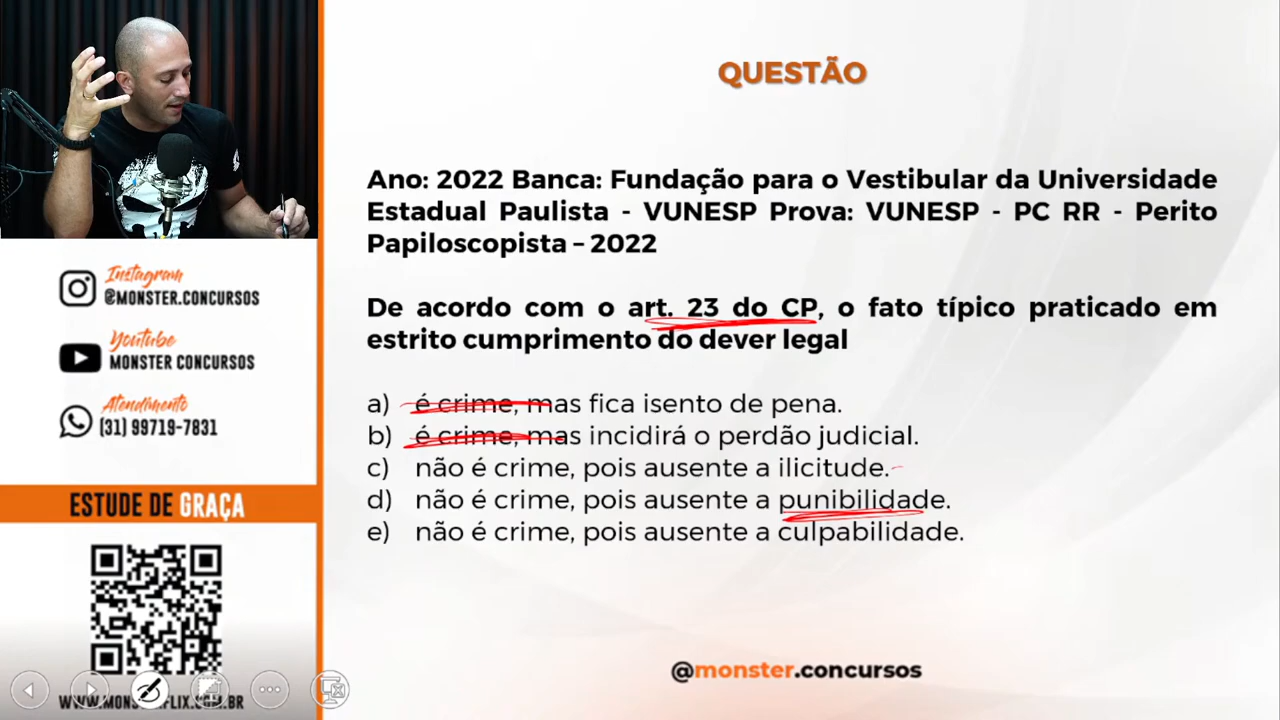 QUESTÃO
Ano: 2022 Banca: Fundação para o Vestibular da Universidade
Estadual Paulista - VUNESP Prova: VUNESP - PC RR - Perito
Papiloscopista – 2022
De acordo com o art. 23 do CP, o fato típico praticado em
estrito cumprimento do dever legal
a) é crime, mas fica isento de pena.
b) é crime, mas incidirá o perdão judicial.
c) não é crime, pois ausente a ilicitude.
d) não é crime, pois ausente a punibilidade.
e) não é crime, pois ausente a culpabilidade.
@monster.concursos
Instagram
@MONSTER.CONCURSOS
Youtube
MONSTER CONCURSOS
Atendimento
(31) 99719-7831
ESTUDE DE GRAÇA